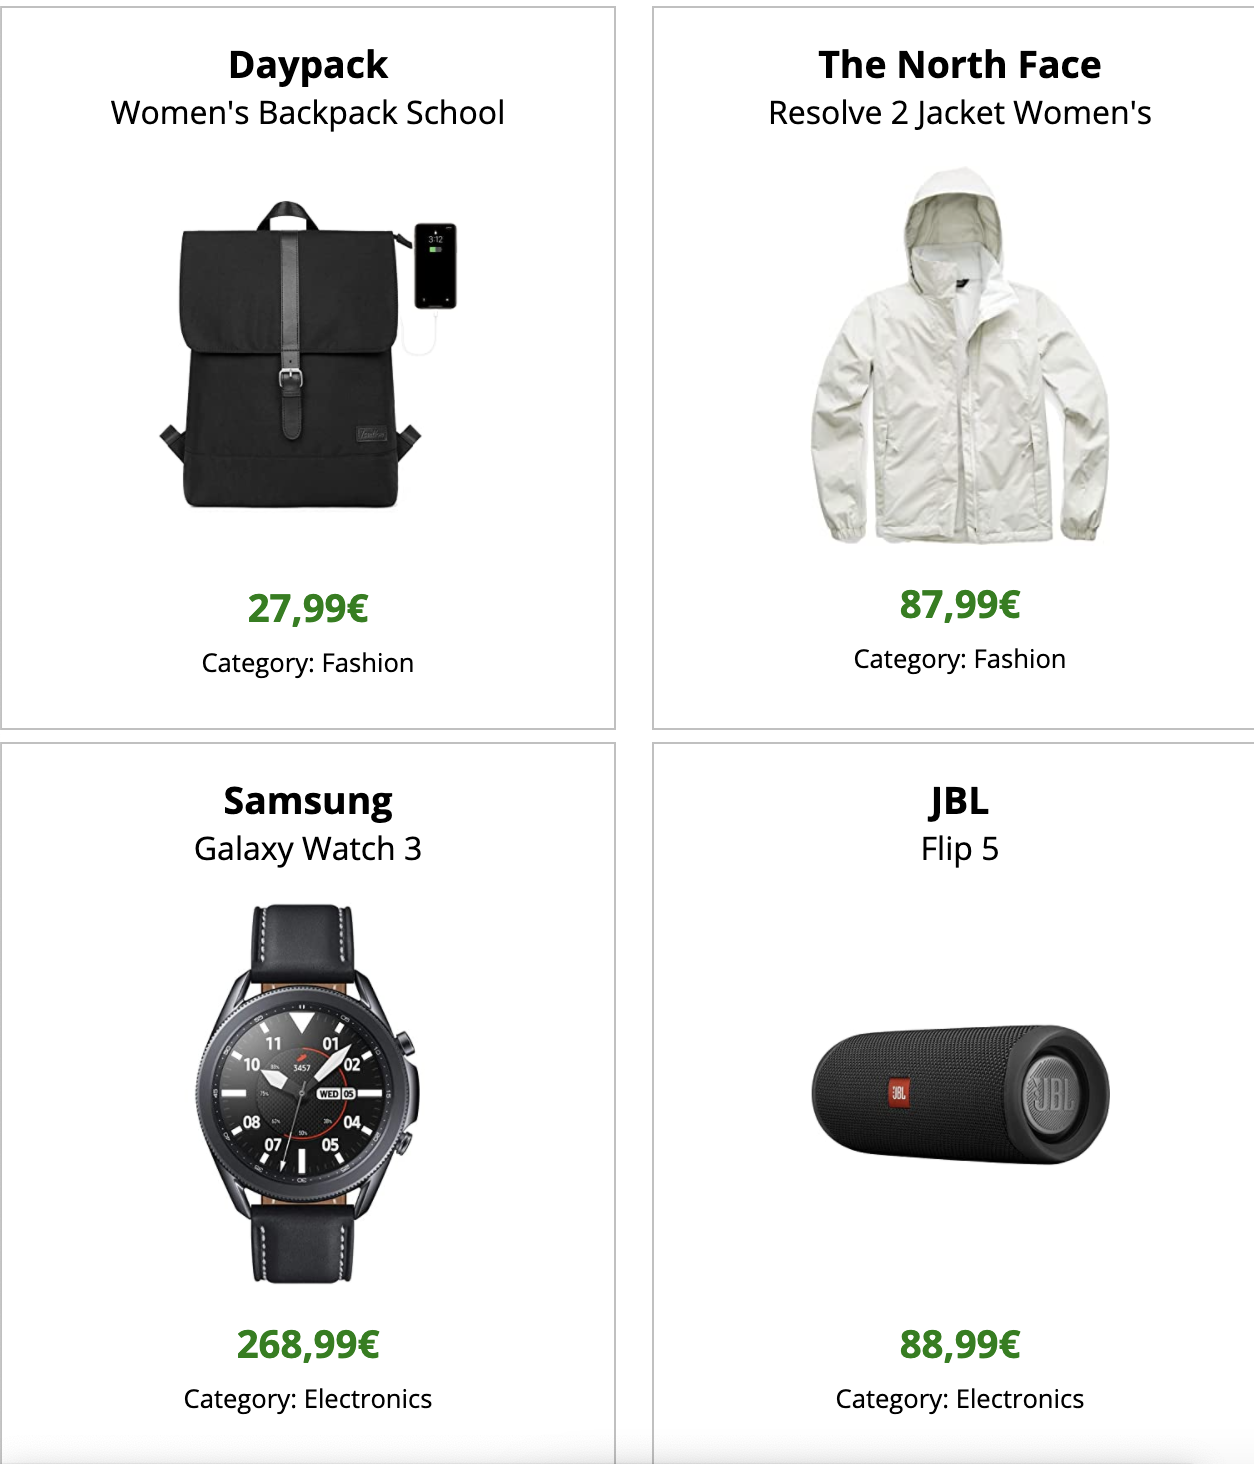 Daypack
Women's Backpack School
3:12
27,99€
Category: Fashion
The North Face
Resolve 2 Jacket Women's
87,99€
Category: Fashion
Samsung
Galaxy Watch 3
11
01
10
02
3457
WED 05
08
04
07
05
268,99€
Category: Electronics
JBL
Flip 5
JBL
JBL
88,99€
Category: Electronics